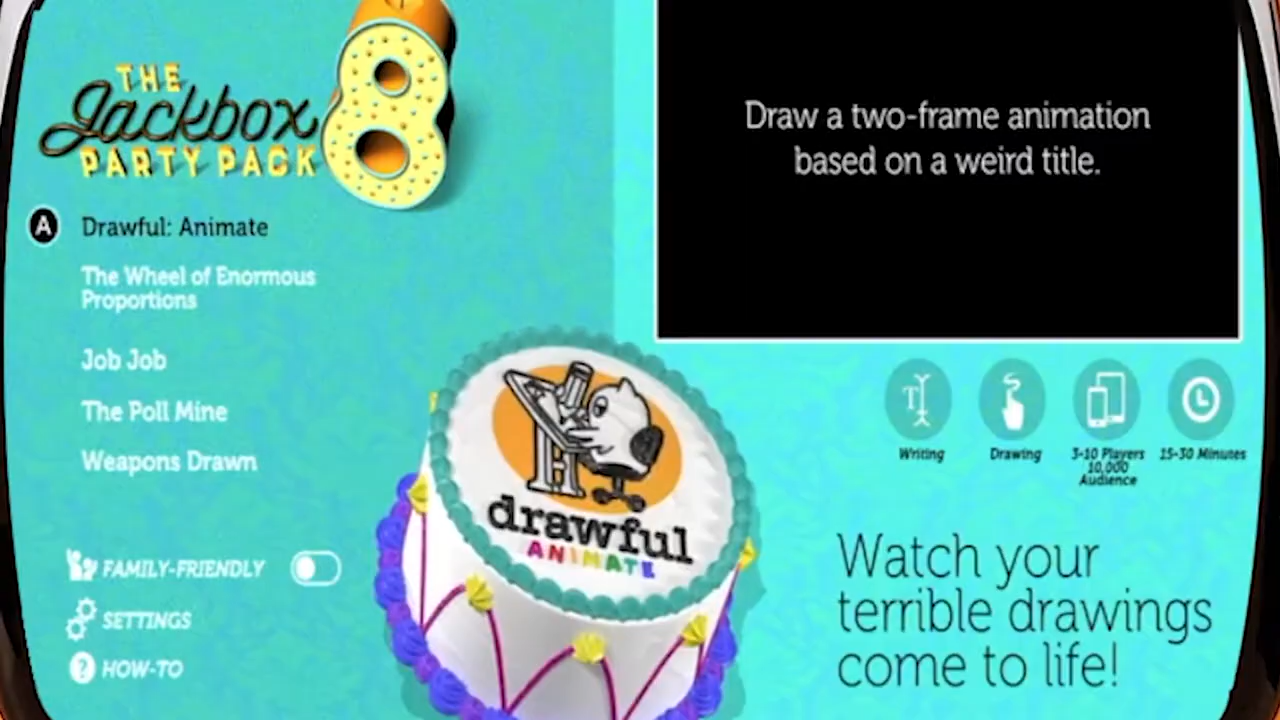 THE
Jackbox
PARTY PACK
8
A
Drawful: Animate
The Wheel of Enormous
Proportions
Job Job
The Poll Mine
Weapons Drawn
FAMILY-FRIENDLY
SETTINGS
? HOW-TO
drawful
ANIMATE
Draw a two-frame animation
based on a weird title.
T
Writing
Drawing
3-10 Players
10,000
Audience
15-30 Minutes
Watch your
terrible drawings
come to life!